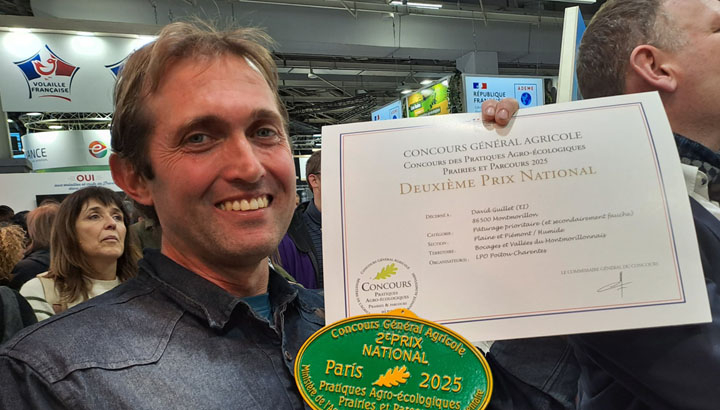 VOLAILLE
FRANÇAISE
OUI
RÉPUBLIQUE
FRANÇAISE
ADEME
CONCOURS GÉNÉRAL AGRICOLE
CONCOURS DES PRATIQUES AGRO-ÉCOLOGIQUES
PRAIRIES ET PARCOURS 2025
DEUXIÈME PRIX NATIONAL
DÉCERNÉ À : David Guillet (EI)
86500 Montmorillon
CATÉGORIE : Pâturage prioritaire (et secondairement fauche)
SECTION : Plaine et Piémont / Humide
TERRITOIRE : Bocages et Vallées du Montmorillonnais
ORGANISATEUR : LPO Poitou-Charentes
LE COMMISSAIRE GÉNÉRAL DU CONCOURS
CONCOURS
PRATIQUES
AGRO-ÉCOLOGIQUES
PRAIRIES & PARCOURS
Concours Général Agricole
2E PRIX
NATIONAL
Paris 2025
Pratiques Agro-écologiques
Prairies et Parcours